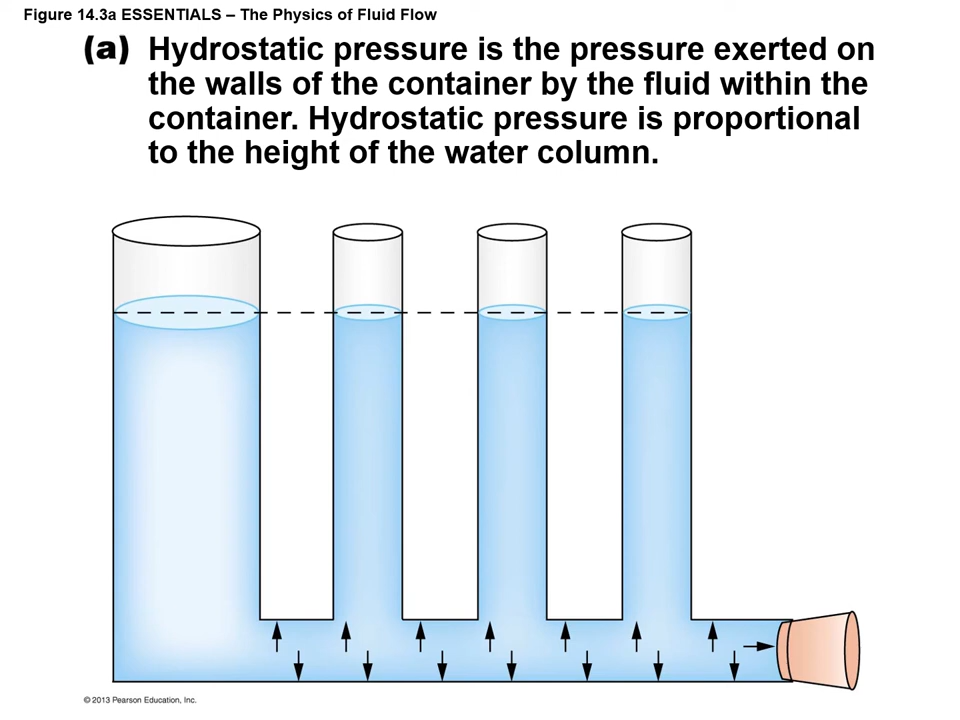 Figure 14.3a ESSENTIALS – The Physics of Fluid Flow
(a) Hydrostatic pressure is the pressure exerted on
the walls of the container by the fluid within the
container. Hydrostatic pressure is proportional
to the height of the water column.
© 2013 Pearson Education, Inc.